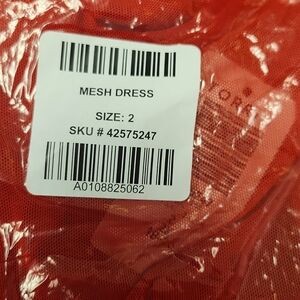 MESH DRESS
SIZE: 2
SKU # 42575247
A0108825062